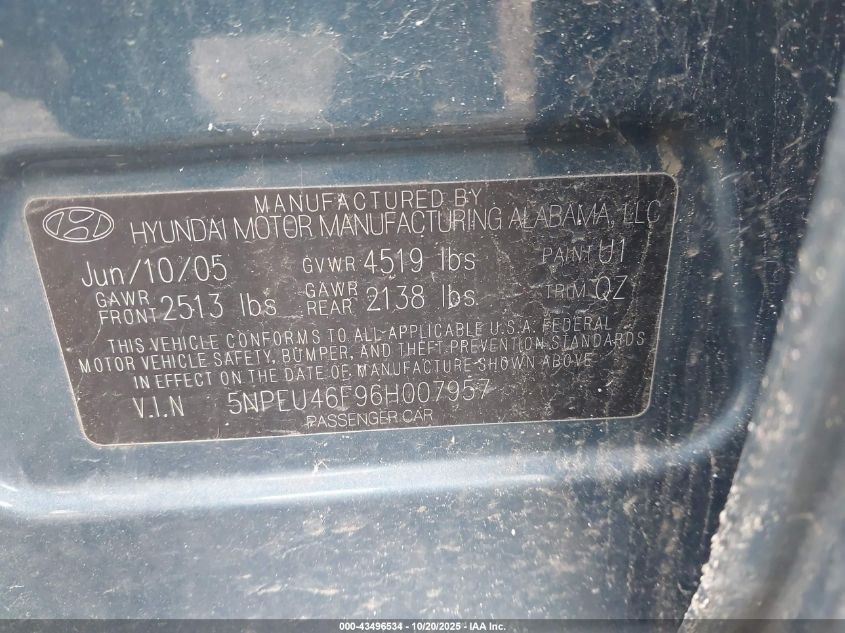 MANUFACTURED BY
HYUNDAI MOTOR MANUFACTURING ALABAMA, LLC
Jun/10/05 GVWR 4519 lbs PAINT U1
GAWR FRONT 2513 lbs GAWR REAR 2138 lbs TRIM QZ
THIS VEHICLE CONFORMS TO ALL APPLICABLE U.S.A. FEDERAL
MOTOR VEHICLE SAFETY, BUMPER, AND THEFT PREVENTION STANDARDS
IN EFFECT ON THE DATE OF MANUFACTURE SHOWN ABOVE
V.I.N 5NPEU46F96H007957
PASSENGER CAR
000-43496534 - 10/20/2025 - IAA Inc.